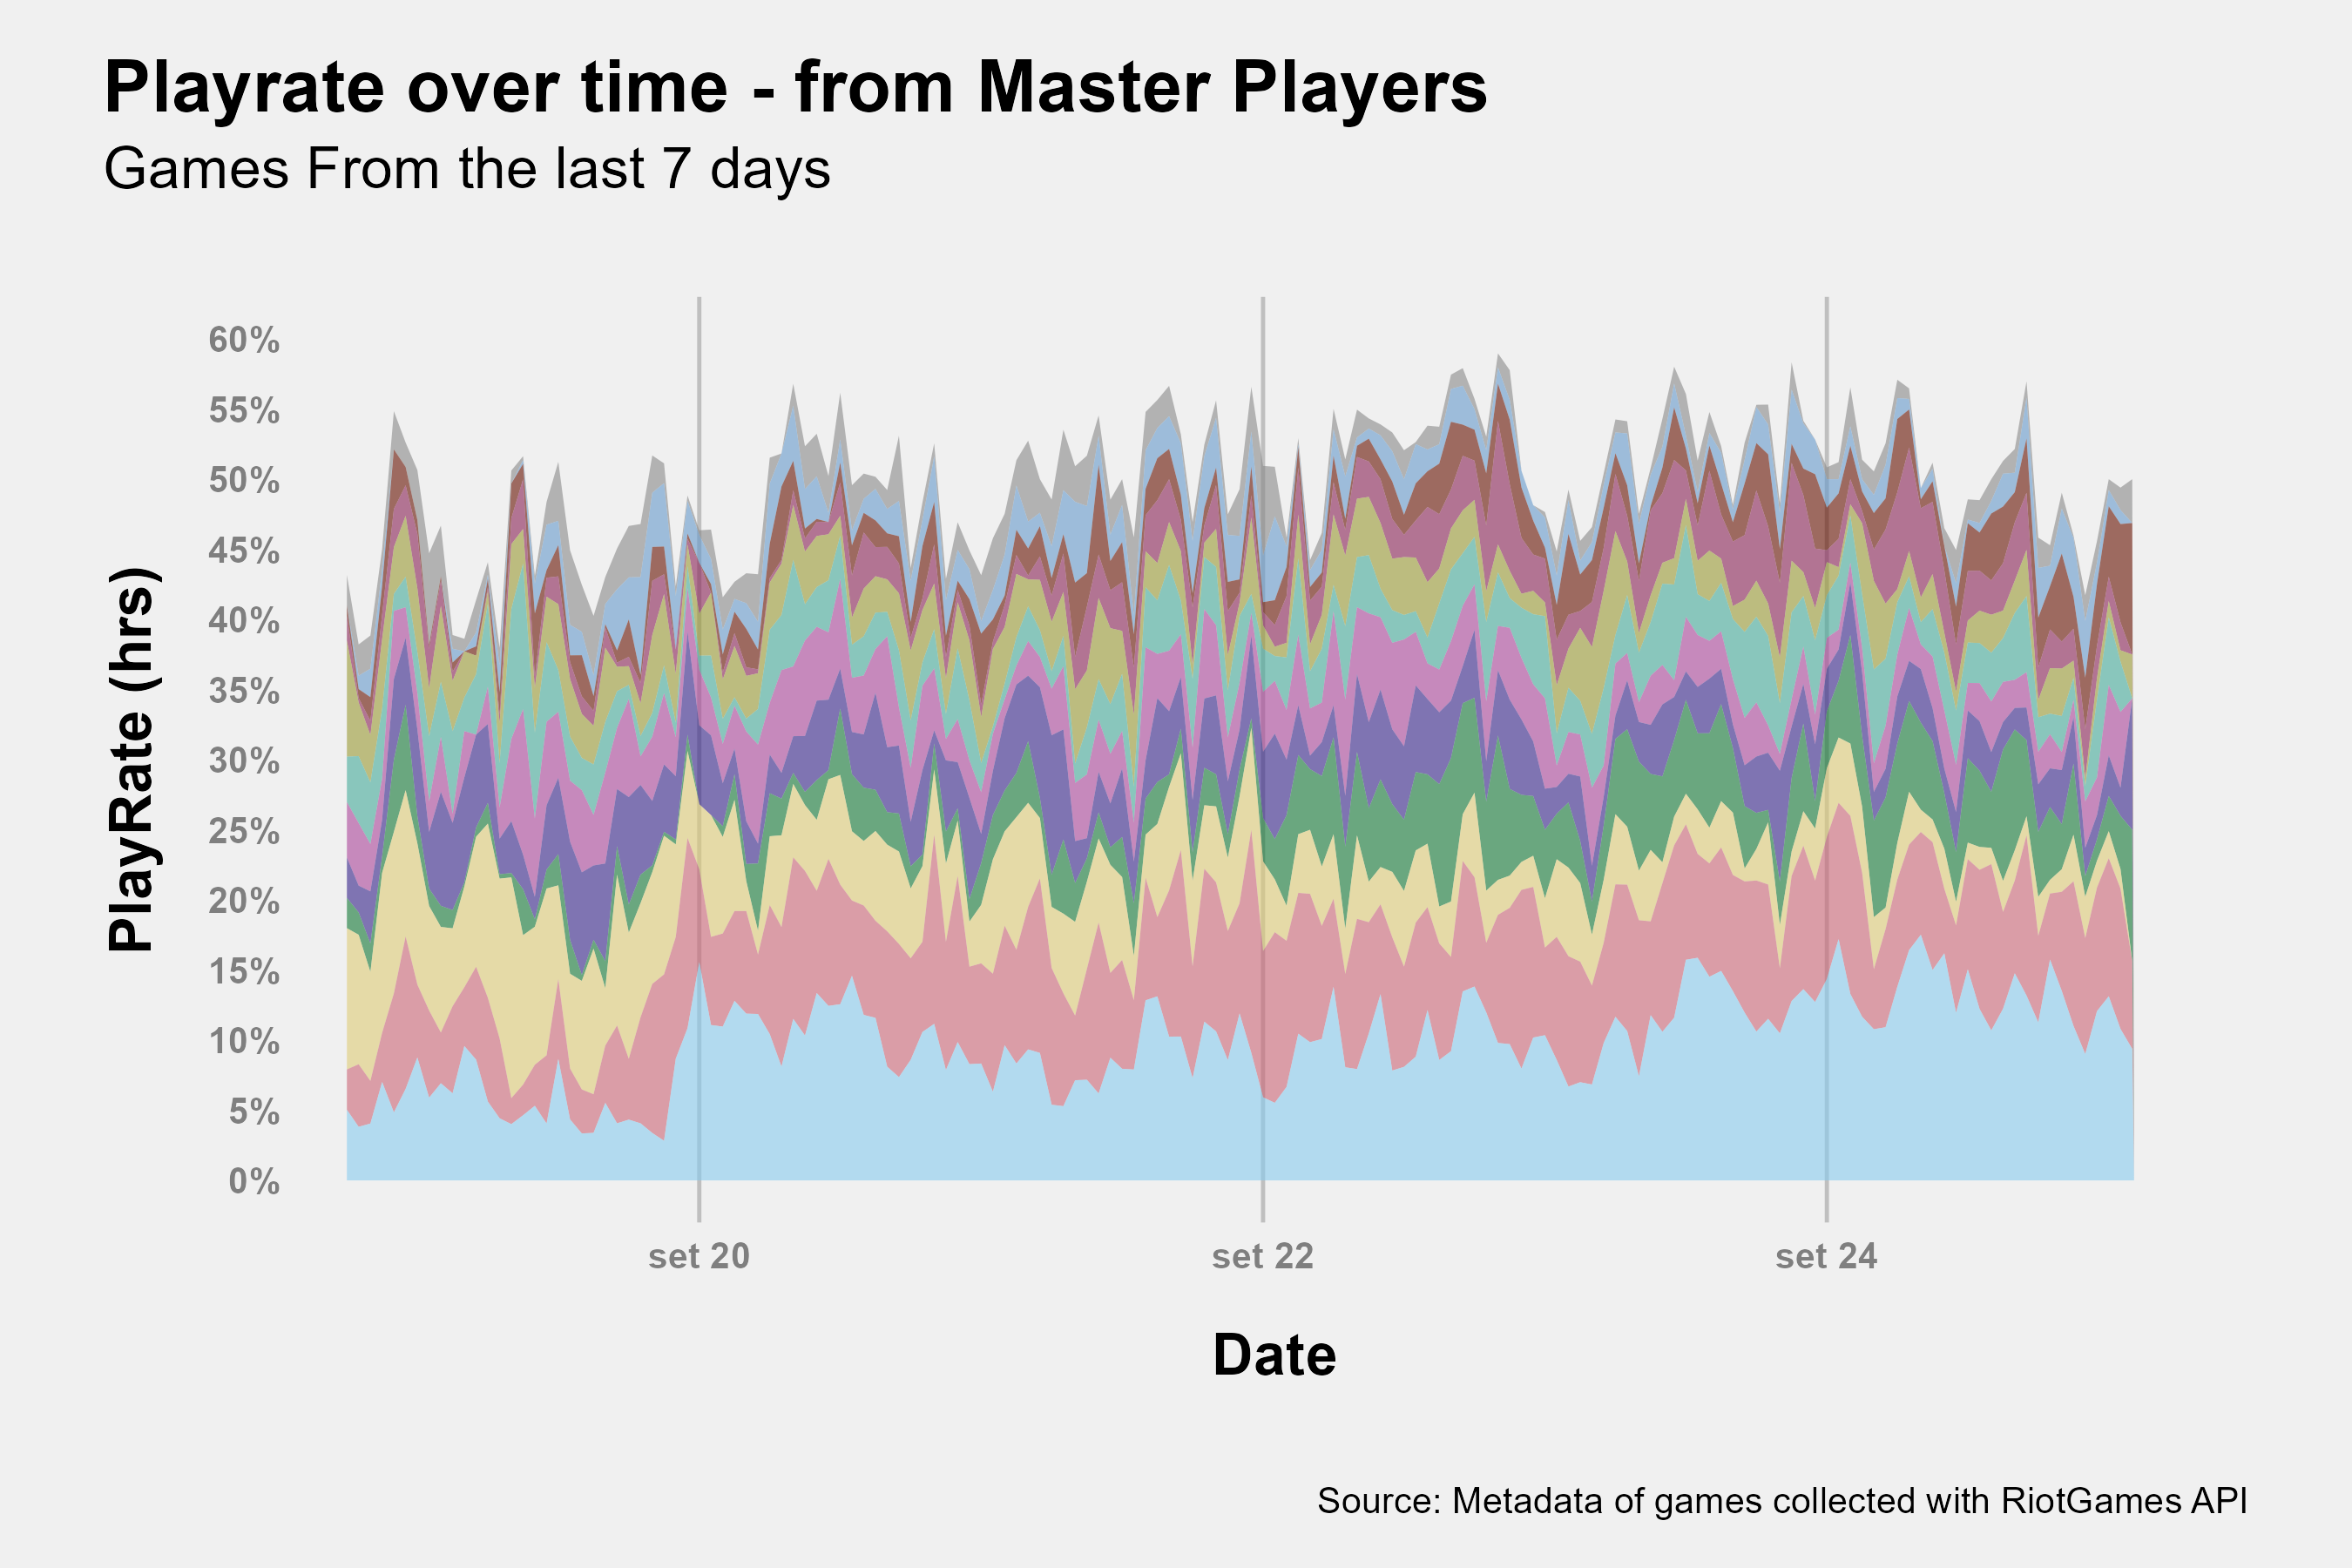 Playrate over time - from Master Players
Games From the last 7 days
60%
55%
50%
45%
40%
35%
30%
25%
20%
15%
10%
5%
0%
PlayRate (hrs)
set 20
set 22
set 24
Date
Source: Metadata of games collected with RiotGames API